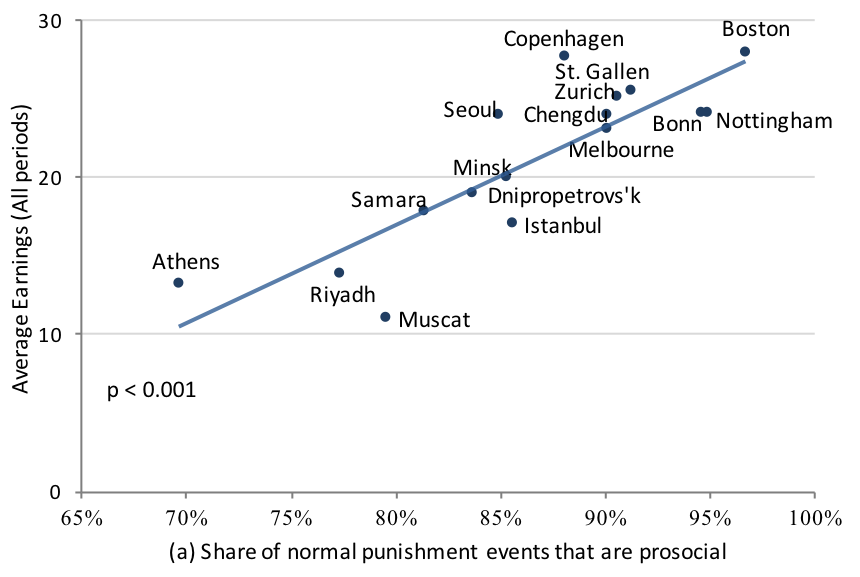 30
Boston
Copenhagen
St. Gallen
Zurich
Seoul
Chengdu
Bonn
Nottingham
Melbourne
20
Minsk
Dnipropetrovs'k
Samara
Istanbul
Athens
Riyadh
Muscat
10
p < 0.001
0
65% 70% 75% 80% 85% 90% 95% 100%
Average Earnings (All periods)
(a) Share of normal punishment events that are prosocial